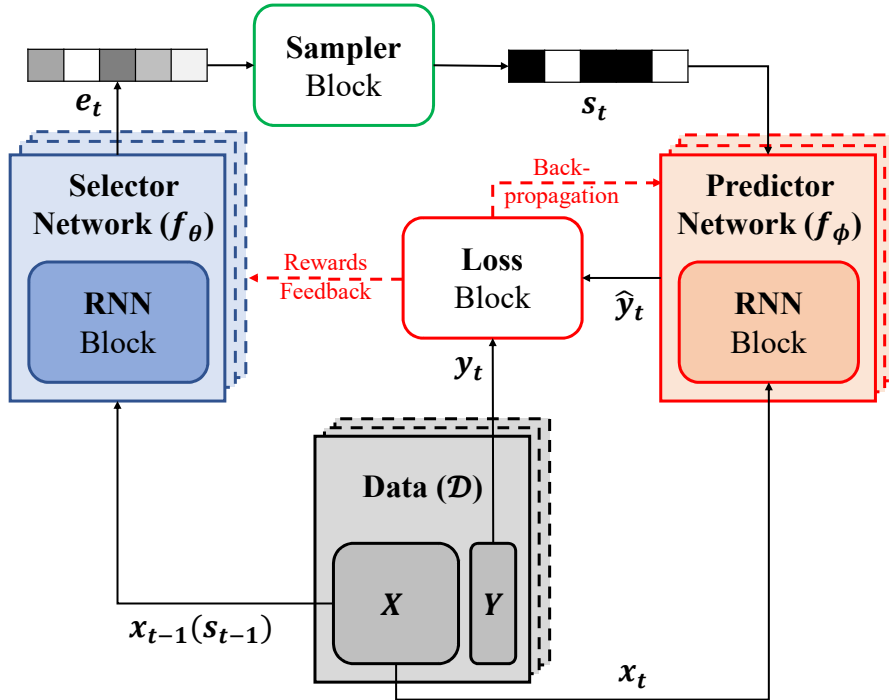 Sampler
Block
e_t
s_t
Selector
Network (f_θ)
RNN
Block
Back-
propagation
Predictor
Network (f_ϕ)
RNN
Block
Rewards
Feedback
Loss
Block
ŷ_t
y_t
Data (𝒟)
X
Y
x_{t−1}(s_{t−1})
x_t